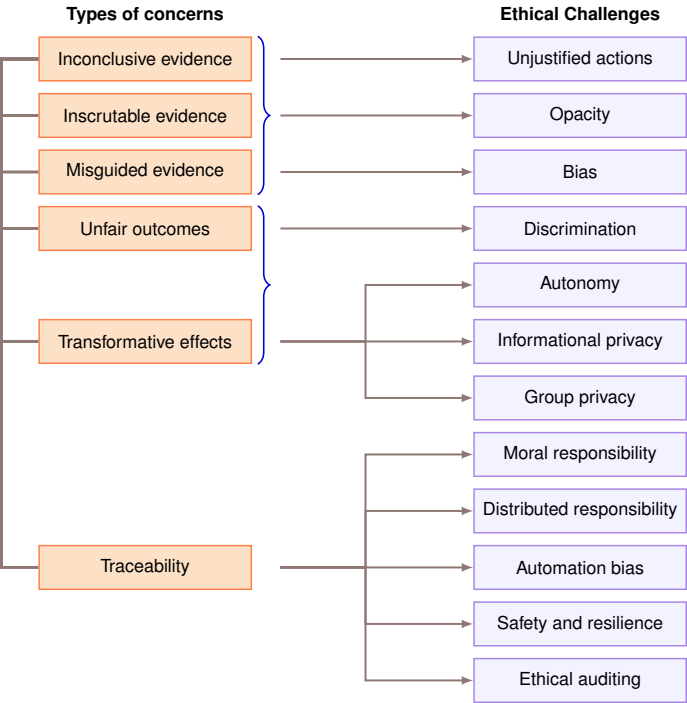 Types of concerns
Ethical Challenges
Inconclusive evidence
Unjustified actions
Inscrutable evidence
Opacity
Misguided evidence
Bias
Unfair outcomes
Discrimination
Autonomy
Transformative effects
Informational privacy
Group privacy
Moral responsibility
Distributed responsibility
Traceability
Automation bias
Safety and resilience
Ethical auditing